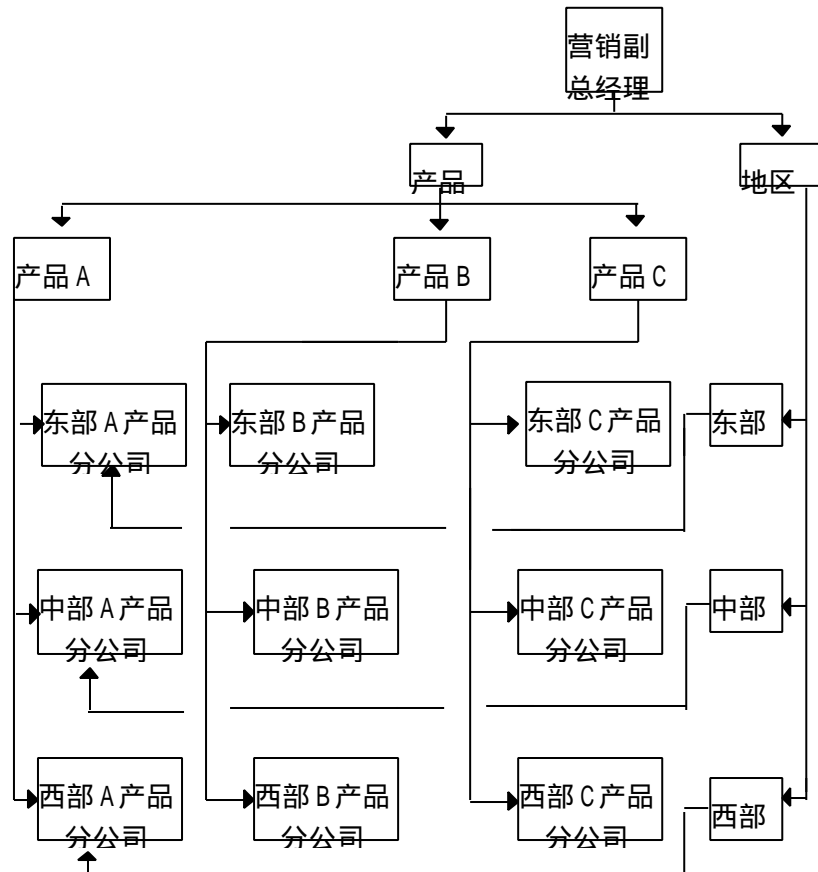 营销副
总经理
产品
地区
产品 A
产品 B
产品 C
东部 A 产品
分公司
东部 B 产品
分公司
东部 C 产品
分公司
东部
中部 A 产品
分公司
中部 B 产品
分公司
中部 C 产品
分公司
中部
西部 A 产品
分公司
西部 B 产品
分公司
西部 C 产品
分公司
西部